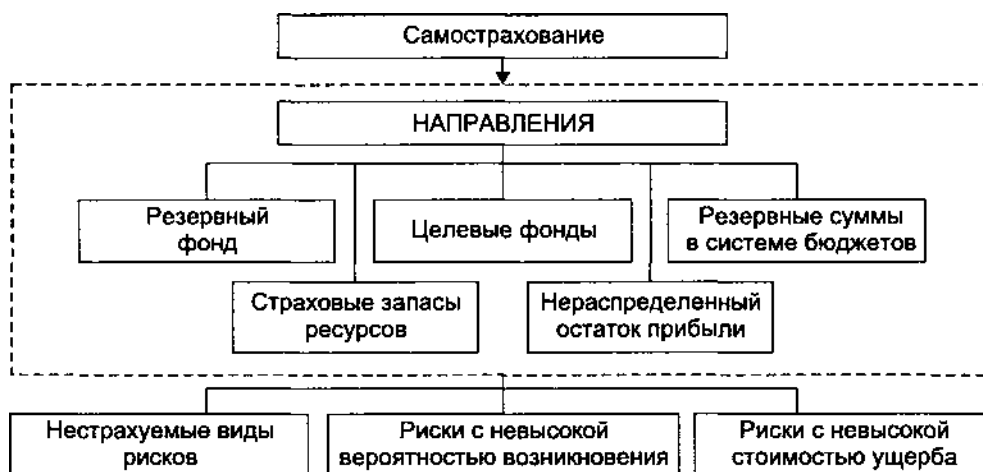 Самострахование
НАПРАВЛЕНИЯ
Резервный
фонд
Целевые фонды
Резервные суммы
в системе бюджетов
Страховые запасы
ресурсов
Нераспределенный
остаток прибыли
Нестрахуемые виды
рисков
Риски с невысокой
вероятностью возникновения
Риски с невысокой
стоимостью ущерба